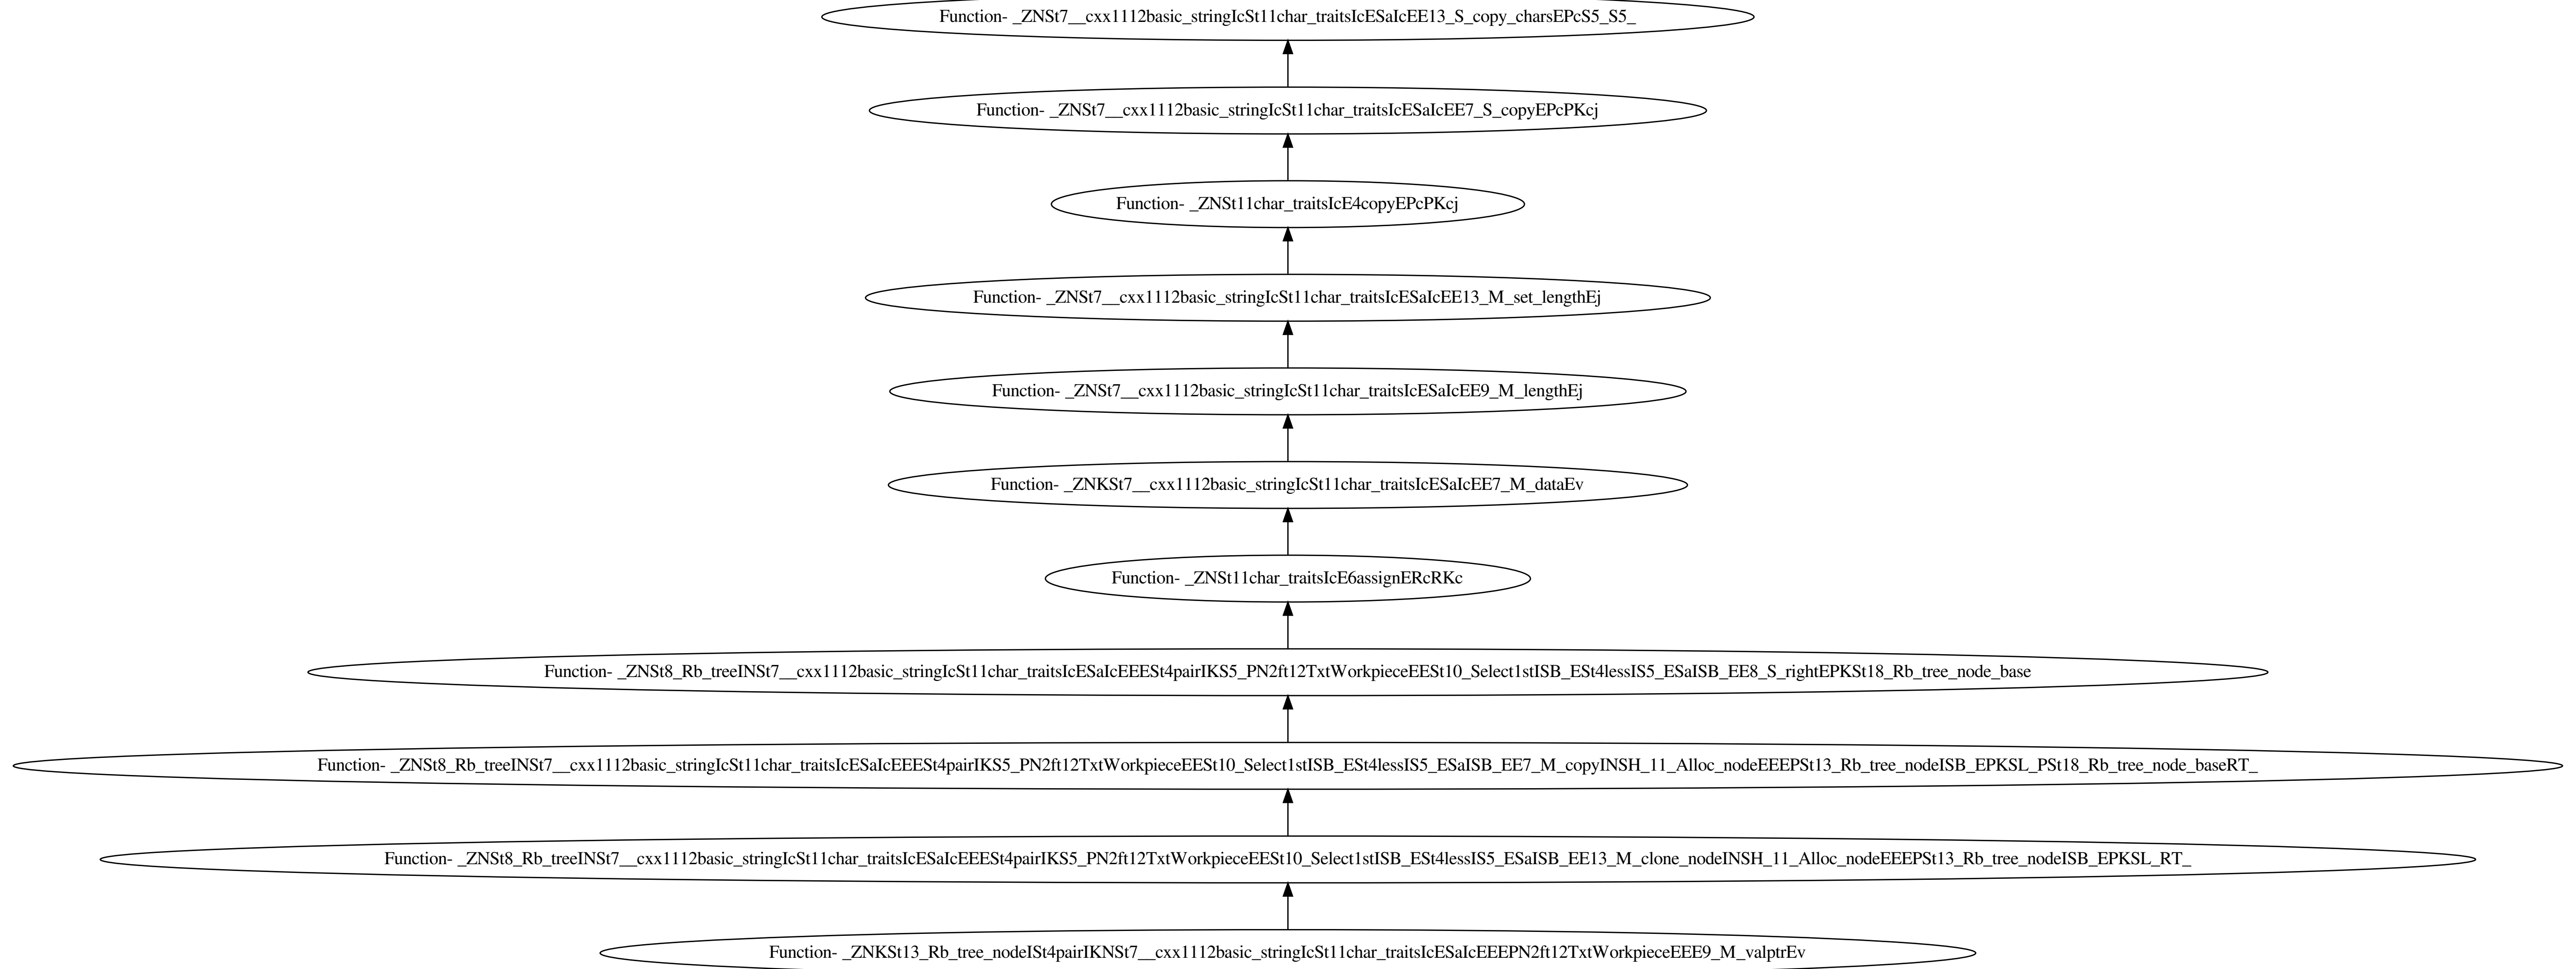 Function- _ZNSt7__cxx1112basic_stringIcSt11char_traitsIcESaIcEE13_S_copy_charsEPcS5_S5_
Function- _ZNSt7__cxx1112basic_stringIcSt11char_traitsIcESaIcEE7_S_copyEPcPKcj
Function- _ZNSt11char_traitsIcE4copyEPcPKcj
Function- _ZNSt7__cxx1112basic_stringIcSt11char_traitsIcESaIcEE13_M_set_lengthEj
Function- _ZNSt7__cxx1112basic_stringIcSt11char_traitsIcESaIcEE9_M_lengthEj
Function- _ZNKSt7__cxx1112basic_stringIcSt11char_traitsIcESaIcEE7_M_dataEv
Function- _ZNSt11char_traitsIcE6assignERcRKc
Function- _ZNSt8_Rb_treeINSt7__cxx1112basic_stringIcSt11char_traitsIcESaIcEEESt4pairIKS5_PN2ft12TxtWorkpieceEESt10_Select1stISB_ESt4lessIS5_ESaISB_EE8_S_rightEPKSt18_Rb_tree_node_base
Function- _ZNSt8_Rb_treeINSt7__cxx1112basic_stringIcSt11char_traitsIcESaIcEEESt4pairIKS5_PN2ft12TxtWorkpieceEESt10_Select1stISB_ESt4lessIS5_ESaISB_EE7_M_copyINSH_11_Alloc_nodeEEEPSt13_Rb_tree_nodeISB_EPKSL_PSt18_Rb_tree_node_baseRT_
Function- _ZNSt8_Rb_treeINSt7__cxx1112basic_stringIcSt11char_traitsIcESaIcEEESt4pairIKS5_PN2ft12TxtWorkpieceEESt10_Select1stISB_ESt4lessIS5_ESaISB_EE13_M_clone_nodeINSH_11_Alloc_nodeEEEPSt13_Rb_tree_nodeISB_EPKSL_RT_
Function- _ZNKSt13_Rb_tree_nodeISt4pairIKNSt7__cxx1112basic_stringIcSt11char_traitsIcESaIcEEEPN2ft12TxtWorkpieceEEE9_M_valptrEv